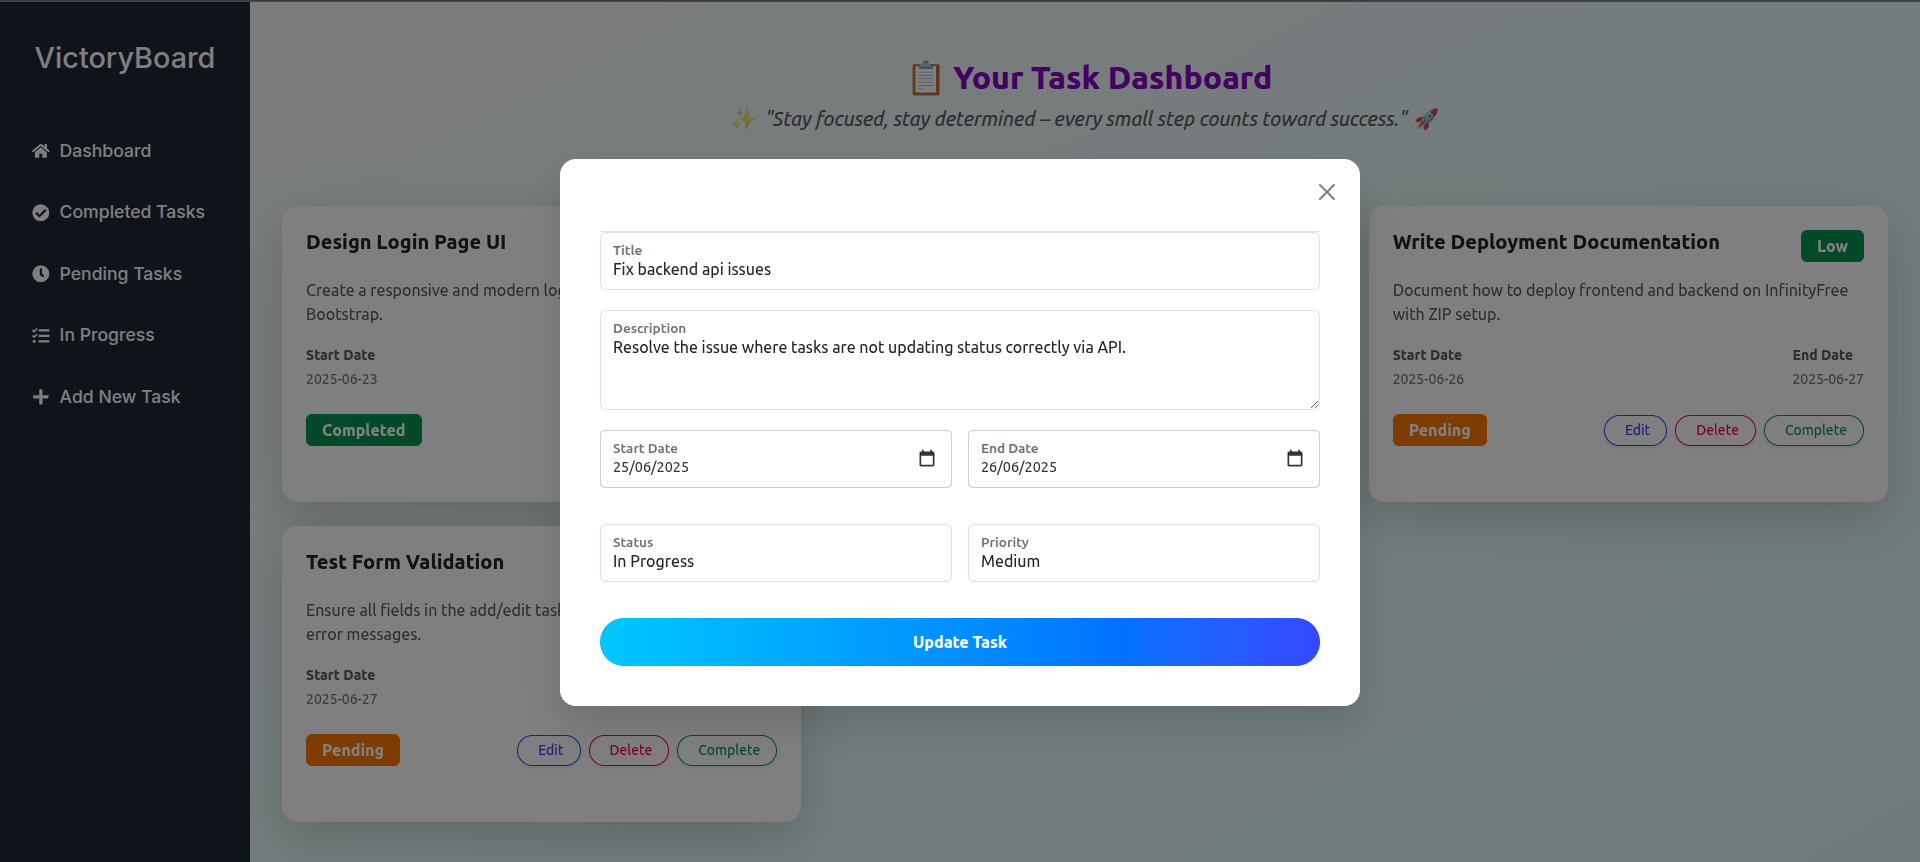 VictoryBoard
Dashboard
Completed Tasks
Pending Tasks
In Progress
Add New Task
📋 Your Task Dashboard
✨ "Stay focused, stay determined – every small step counts toward success." 🚀
Design Login Page UI
Create a responsive and modern
Bootstrap.
Start Date
2025-06-23
Completed
Title
Fix backend api issues
Description
Resolve the issue where tasks are not updating status correctly via API.
Start Date
25/06/2025
End Date
26/06/2025
Status
In Progress
Priority
Medium
Update Task
Write Deployment Documentation
Low
Document how to deploy frontend and backend on InfinityFree
with ZIP setup.
Start Date
End Date
2025-06-26
2025-06-27
Pending
Edit
Delete
Complete
Test Form Validation
Ensure all fields in the add/edit
error messages.
Start Date
2025-06-27
Pending
Edit
Delete
Complete